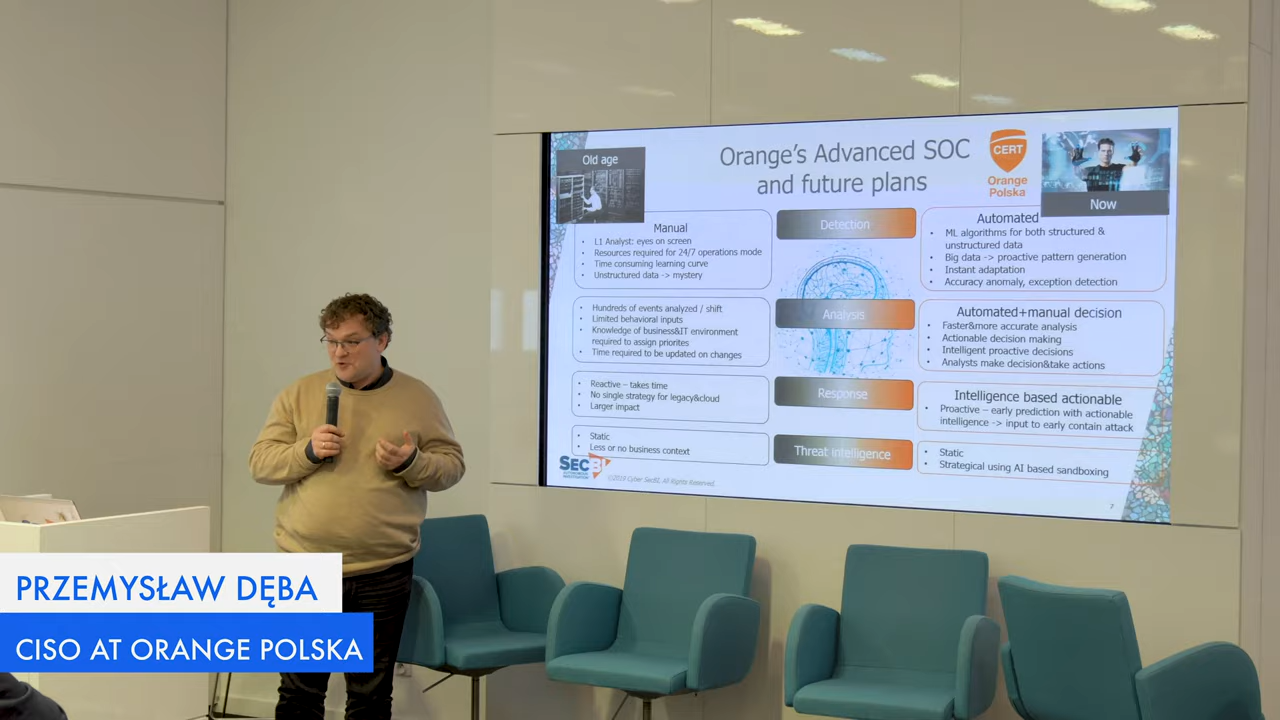 Orange's Advanced SOC
and future plans
CERT
Orange
Polska
Old age
Now
Manual
• L1 Analyst: eyes on screen
• Resources required for 24/7 operations mode
• Time consuming learning curve
• Unstructured data -> mystery
Detection
Automated
• ML algorithms for both structured &
unstructured data
• Big data -> proactive pattern generation
• Instant adaptation
• Accuracy anomaly, exception detection
• Hundreds of events analyzed / shift
• Limited behavioral inputs
• Knowledge of business&IT environment
required to assign priorites
• Time required to be updated on changes
Analysis
Automated+manual decision
• Faster&more accurate analysis
• Actionable decision making
• Intelligent proactive decisions
• Analysts make decision&take actions
• Reactive – takes time
• No single strategy for legacy&cloud
• Larger impact
Response
Intelligence based actionable
• Proactive – early prediction with actionable
intelligence -> input to early contain attack
• Static
• Less or no business context
Threat intelligence
• Static
• Strategical using AI based sandboxing
SECBI
AUTONOMOUS
INVESTIGATION
©2019 Cyber SecBI, All Rights Reserved.
7
PRZEMYSŁAW DĘBA
CISO AT ORANGE POLSKA